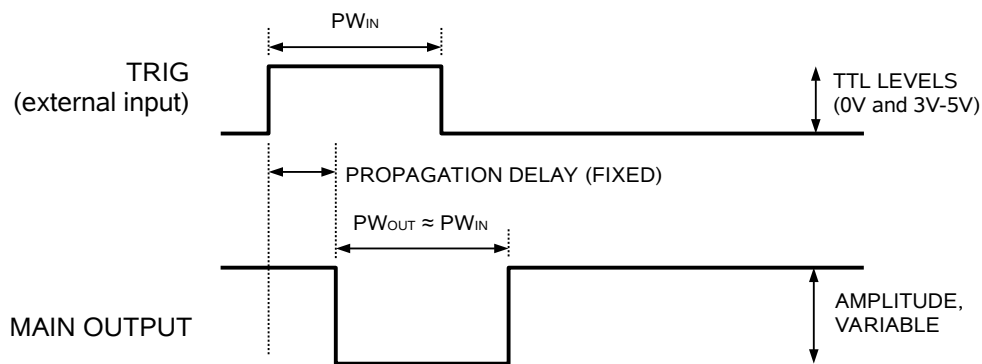 PWIN
TRIG
(external input)
TTL LEVELS
(0V and 3V-5V)
PROPAGATION DELAY (FIXED)
PWOUT ≈ PWIN
MAIN OUTPUT
AMPLITUDE,
VARIABLE